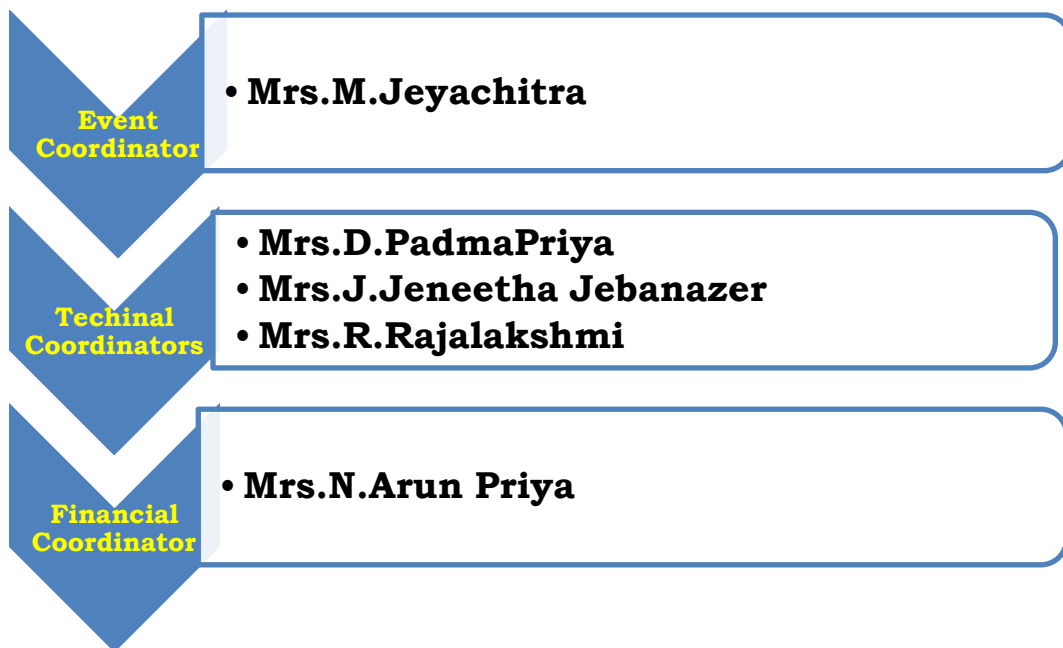 Event
Coordinator
• Mrs.M.Jeyachitra
Techinal
Coordinators
• Mrs.D.PadmaPriya
• Mrs.J.Jeneetha Jebanazer
• Mrs.R.Rajalakshmi
Financial
Coordinator
• Mrs.N.Arun Priya